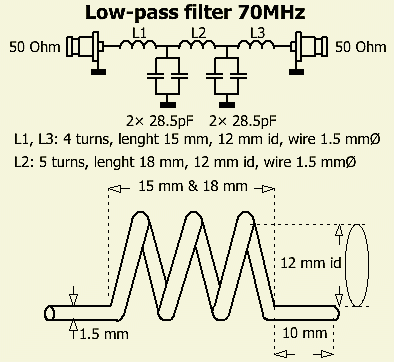 Low-pass filter 70MHz
L1 L2 L3
50 Ohm 50 Ohm
2× 28.5pF 2× 28.5pF
L1, L3: 4 turns, lenght 15 mm, 12 mm id, wire 1.5 mmØ
L2: 5 turns, lenght 18 mm, 12 mm id, wire 1.5 mmØ
15 mm & 18 mm
12 mm id
1.5 mm
10 mm